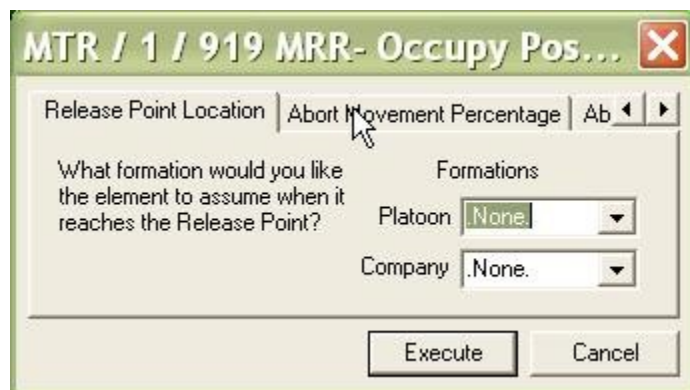 MTR / 1 / 919 MRR- Occupy Pos...
Release Point Location
Abort Movement Percentage
Ab
What formation would you like
the element to assume when it
reaches the Release Point?
Formations
Platoon .None.
Company .None.
Execute
Cancel